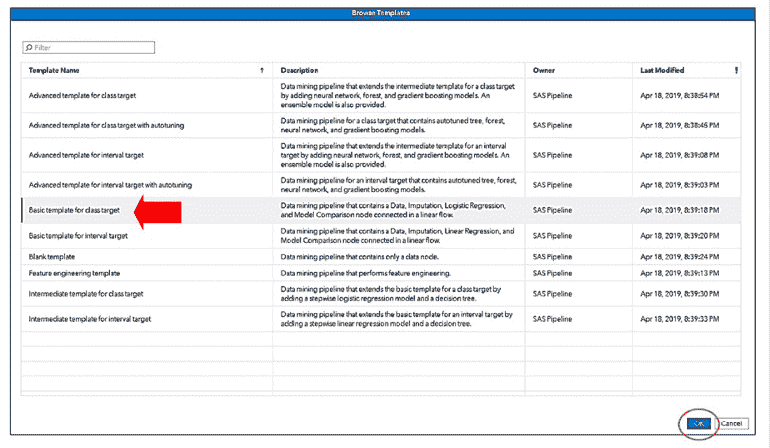 Browse Templates
Filter
Template Name Description Owner Last Modified
Advanced template for class target
Data mining pipeline that extends the intermediate template for a class target
by adding neural network, forest, and gradient boosting models. An
ensemble model is also provided.
SAS Pipeline
Apr 18, 2019, 8:38:54 PM
Advanced template for class target with autotuning
Data mining pipeline for a class target that contains autotuned tree, forest,
neural network, and gradient boosting models.
SAS Pipeline
Apr 18, 2019, 8:38:45 PM
Advanced template for interval target
Data mining pipeline that extends the intermediate template for an interval
target by adding neural network, forest, and gradient boosting models. An
ensemble model is also provided.
SAS Pipeline
Apr 18, 2019, 8:39:08 PM
Advanced template for interval target with autotuning
Data mining pipeline for an interval target that contains autotuned tree, forest,
neural network, and gradient boosting models.
SAS Pipeline
Apr 18, 2019, 8:39:03 PM
Basic template for class target
Data mining pipeline that contains a Data, Imputation, Logistic Regression,
and Model Comparison node connected in a linear flow.
SAS Pipeline
Apr 18, 2019, 8:39:18 PM
Basic template for interval target
Data mining pipeline that contains a Data, Imputation, Linear Regression, and
Model Comparison node connected in a linear flow.
SAS Pipeline
Apr 18, 2019, 8:39:20 PM
Blank template
Data mining pipeline that contains only a data node.
SAS Pipeline
Apr 18, 2019, 8:39:24 PM
Feature engineering template
Data mining pipeline that performs feature engineering.
SAS Pipeline
Apr 18, 2019, 8:39:13 PM
Intermediate template for class target
Data mining pipeline that extends the basic template for a class target by
adding a stepwise logistic regression model and a decision tree.
SAS Pipeline
Apr 18, 2019, 8:39:30 PM
Intermediate template for interval target
Data mining pipeline that extends the basic template for an interval target by
adding a stepwise linear regression model and a decision tree.
SAS Pipeline
Apr 18, 2019, 8:39:33 PM
OK Cancel